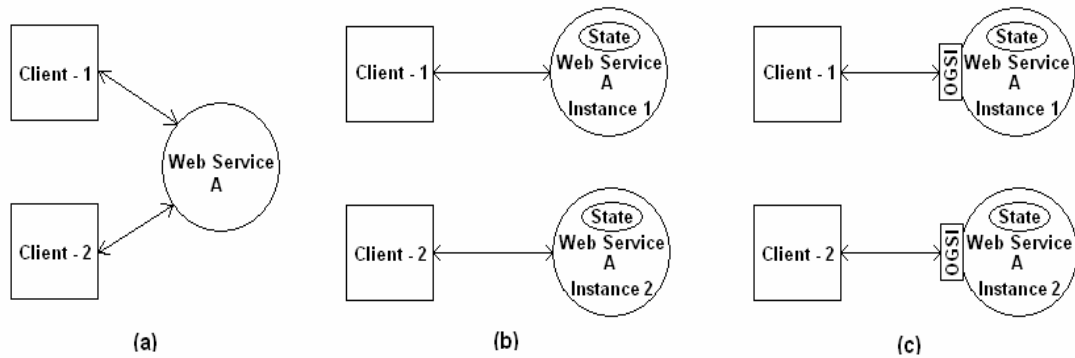 Client - 1
Web Service
A
Client - 2
(a)
Client - 1
State
Web Service
A
Instance 1
Client - 2
State
Web Service
A
Instance 2
(b)
Client - 1
OGSI
State
Web Service
A
Instance 1
Client - 2
OGSI
State
Web Service
A
Instance 2
(c)